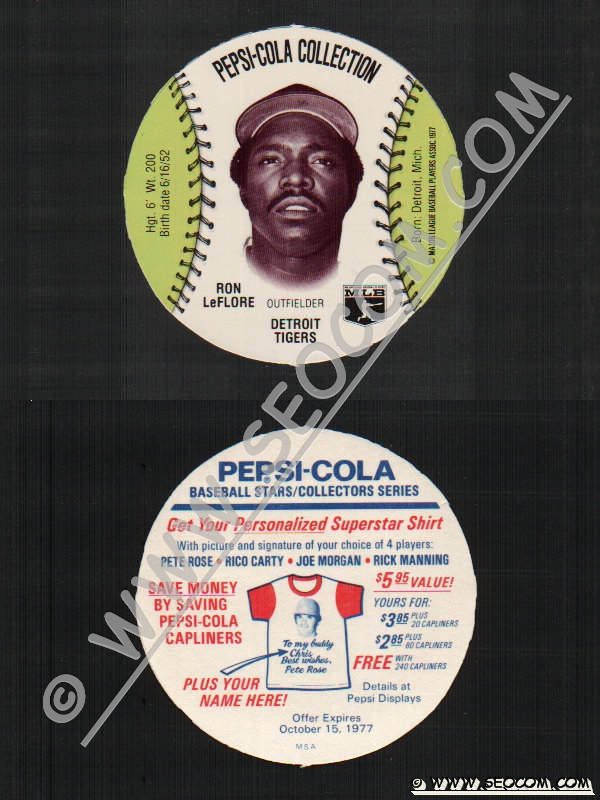 PEPSI-COLA COLLECTION
Hgt. 6' Wt. 200
Birth date 6/16/52
Born: Detroit, Mich.
© MAJOR LEAGUE BASEBALL PLAYERS ASSOC. 1977
RON
LeFLORE OUTFIELDER
MLB
DETROIT
TIGERS
PEPSI-COLA
BASEBALL STARS/COLLECTORS SERIES
Get Your Personalized Superstar Shirt
With picture and signature of your choice of 4 players:
PETE ROSE • RICO CARTY • JOE MORGAN • RICK MANNING
SAVE MONEY
BY SAVING
PEPSI-COLA
CAPLINERS
$5.95 VALUE!
YOURS FOR:
$3.85 PLUS 20 CAPLINERS
$2.85 PLUS 60 CAPLINERS
FREE WITH 240 CAPLINERS
To my buddy
Chris
Best wishes,
Pete Rose
PLUS YOUR
NAME HERE!
Details at
Pepsi Displays
Offer Expires
October 15, 1977
MSA
© WWW.SEOCOM.COM
© WWW.SEOCOM.COM